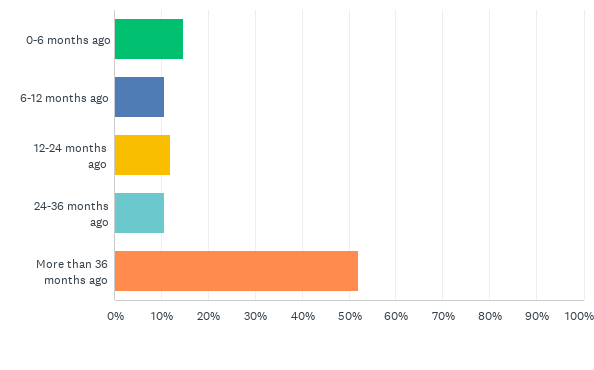 0-6 months ago
6-12 months ago
12-24 months
ago
24-36 months
ago
More than 36
months ago
0% 10% 20% 30% 40% 50% 60% 70% 80% 90% 100%